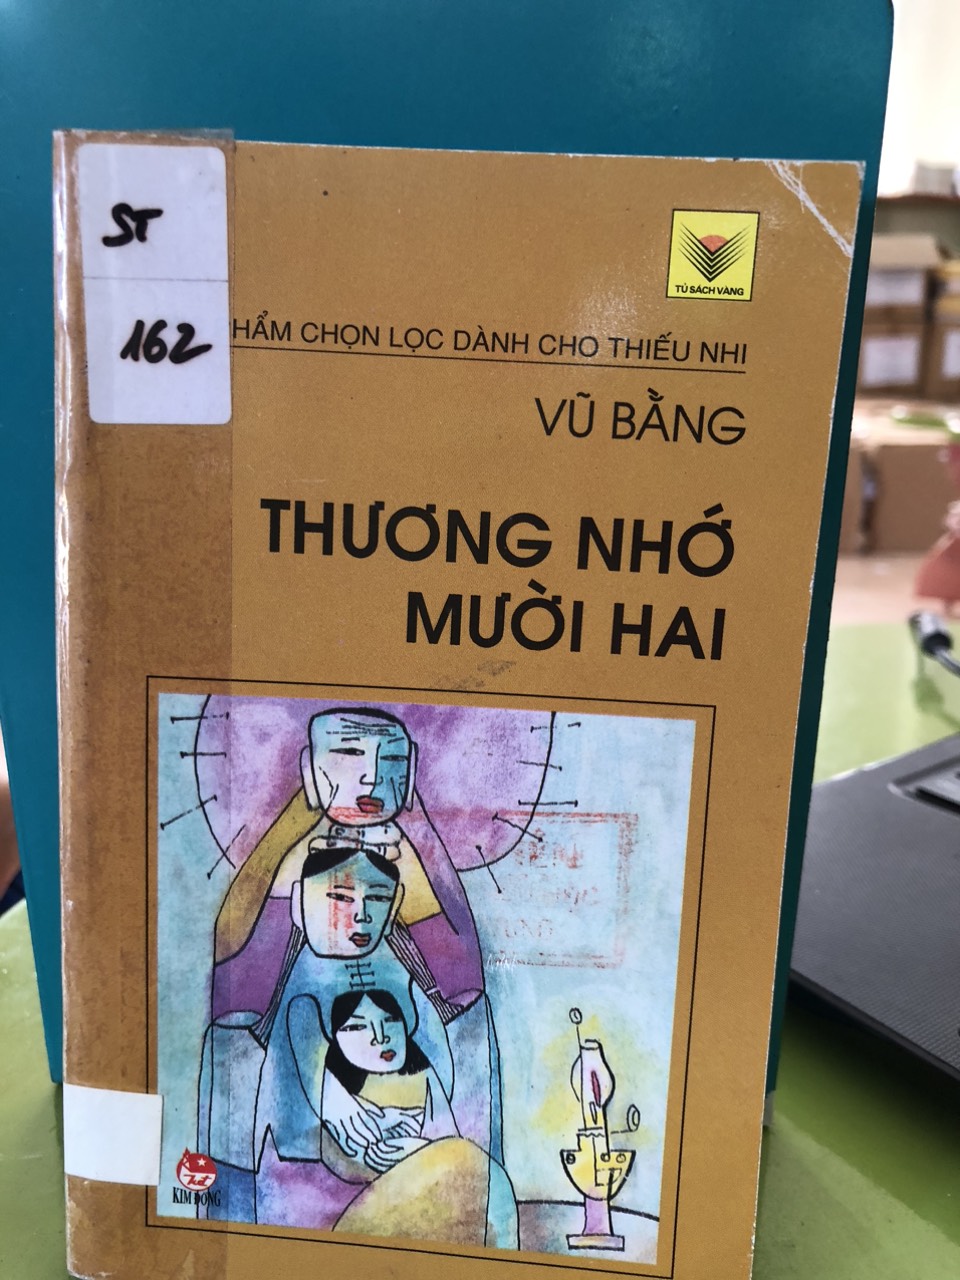 ST
162
TỦ SÁCH VÀNG
HẨM CHỌN LỌC DÀNH CHO THIẾU NHI
VŨ BẰNG
THƯƠNG NHỚ
MƯỜI HAI
KIM ĐỒNG